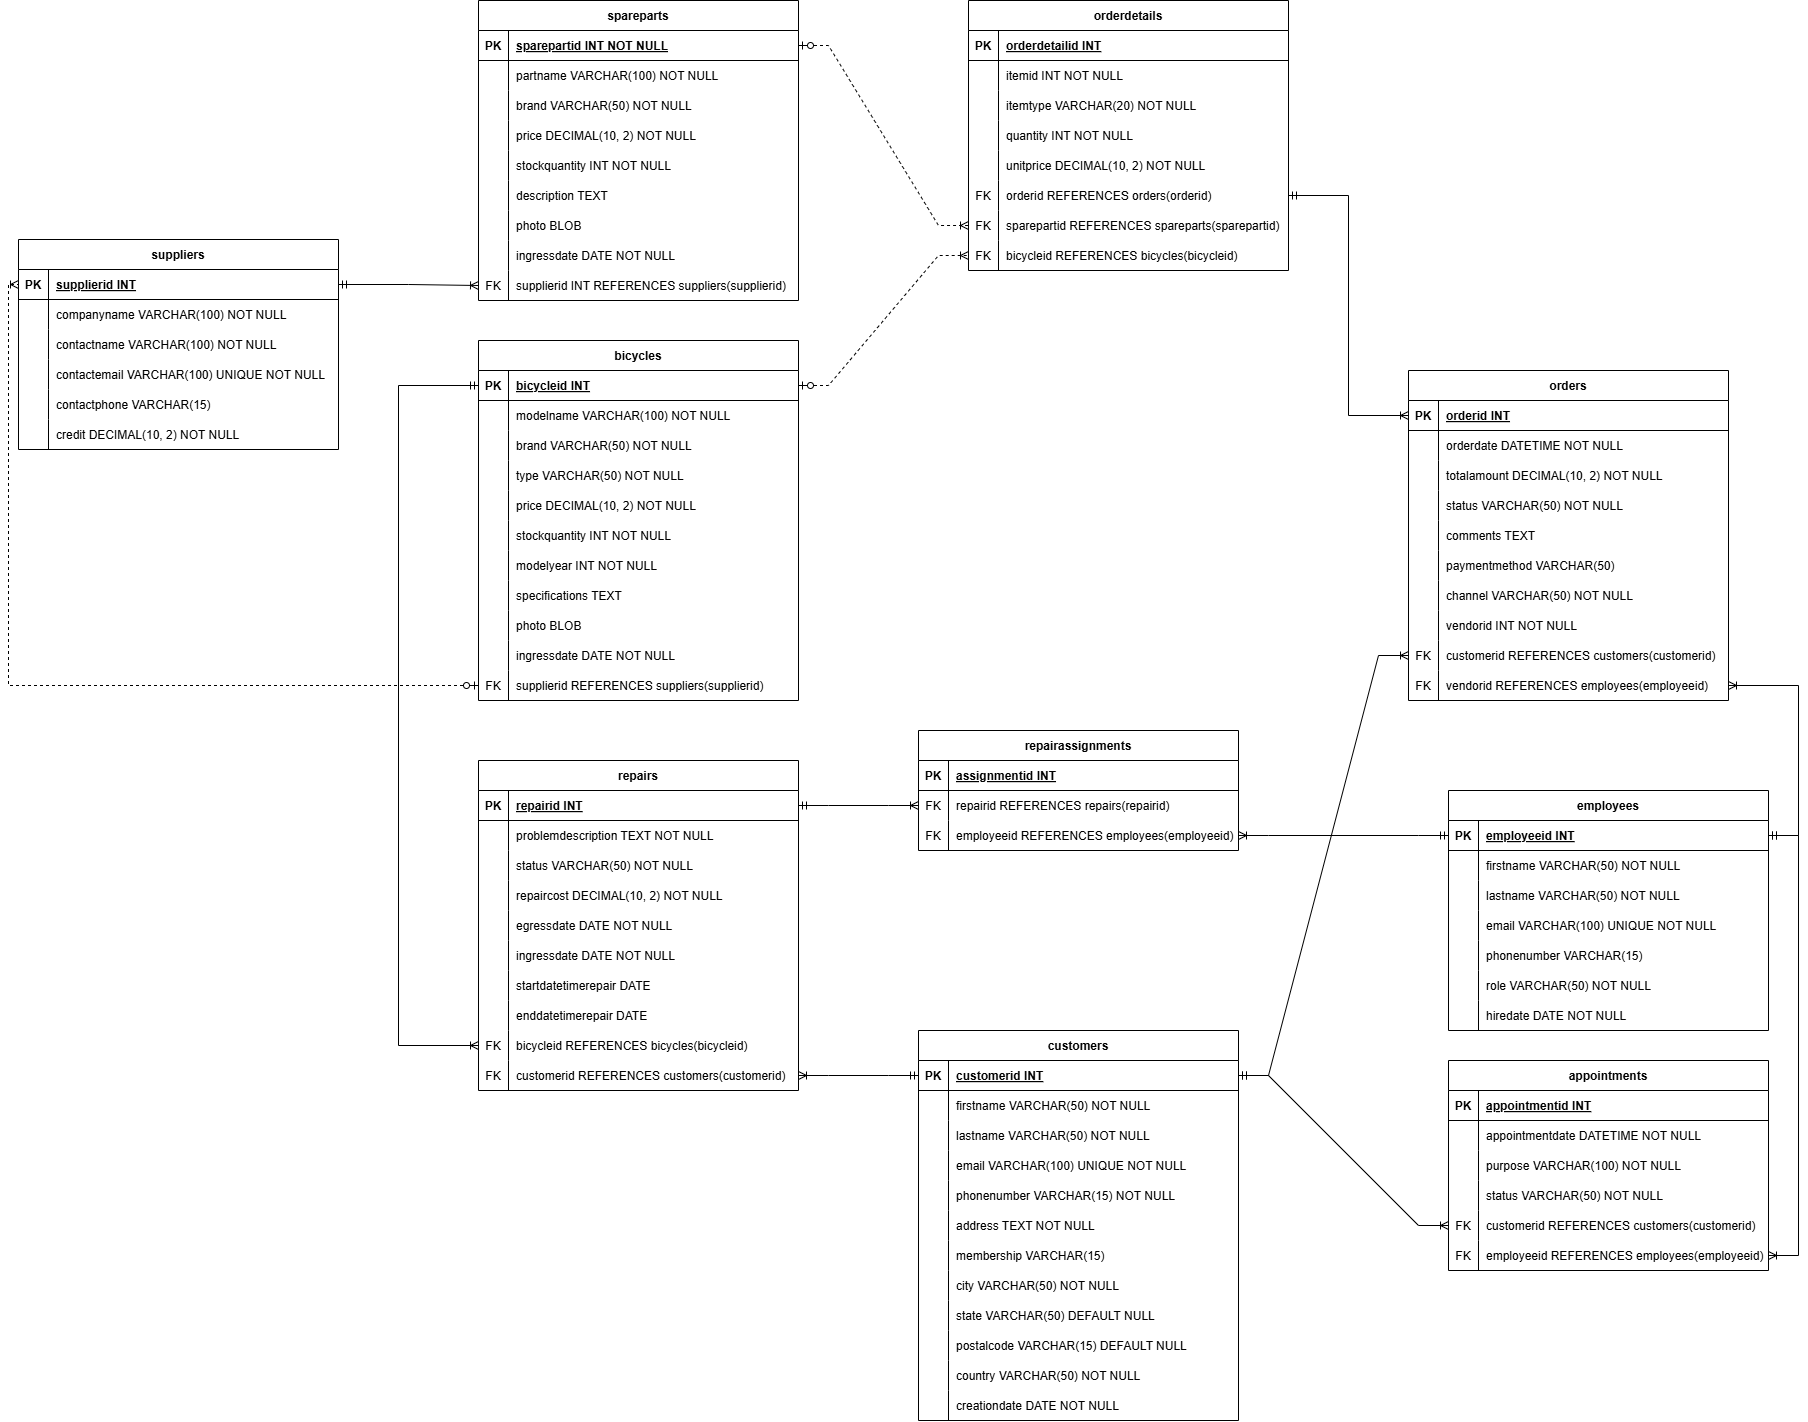 spareparts
PK sparepartid INT NOT NULL
partname VARCHAR(100) NOT NULL
brand VARCHAR(50) NOT NULL
price DECIMAL(10, 2) NOT NULL
stockquantity INT NOT NULL
description TEXT
photo BLOB
ingressdate DATE NOT NULL
FK supplierid INT REFERENCES suppliers(supplierid)
orderdetails
PK orderdetailid INT
itemid INT NOT NULL
itemtype VARCHAR(20) NOT NULL
quantity INT NOT NULL
unitprice DECIMAL(10, 2) NOT NULL
FK orderid REFERENCES orders(orderid)
FK sparepartid REFERENCES spareparts(sparepartid)
FK bicycleid REFERENCES bicycles(bicycleid)
suppliers
PK supplierid INT
companyname VARCHAR(100) NOT NULL
contactname VARCHAR(100) NOT NULL
contactemail VARCHAR(100) UNIQUE NOT NULL
contactphone VARCHAR(15)
credit DECIMAL(10, 2) NOT NULL
bicycles
PK bicycleid INT
modelname VARCHAR(100) NOT NULL
brand VARCHAR(50) NOT NULL
type VARCHAR(50) NOT NULL
price DECIMAL(10, 2) NOT NULL
stockquantity INT NOT NULL
modelyear INT NOT NULL
specifications TEXT
photo BLOB
ingressdate DATE NOT NULL
FK supplierid REFERENCES suppliers(supplierid)
orders
PK orderid INT
orderdate DATETIME NOT NULL
totalamount DECIMAL(10, 2) NOT NULL
status VARCHAR(50) NOT NULL
comments TEXT
paymentmethod VARCHAR(50)
channel VARCHAR(50) NOT NULL
vendorid INT NOT NULL
FK customerid REFERENCES customers(customerid)
FK vendorid REFERENCES employees(employeeid)
repairs
PK repairid INT
problemdescription TEXT NOT NULL
status VARCHAR(50) NOT NULL
repaircost DECIMAL(10, 2) NOT NULL
egressdate DATE NOT NULL
ingressdate DATE NOT NULL
startdatetimerepair DATE
enddatetimerepair DATE
FK bicycleid REFERENCES bicycles(bicycleid)
FK customerid REFERENCES customers(customerid)
repairassignments
PK assignmentid INT
FK repairid REFERENCES repairs(repairid)
FK employeeid REFERENCES employees(employeeid)
employees
PK employeeid INT
firstname VARCHAR(50) NOT NULL
lastname VARCHAR(50) NOT NULL
email VARCHAR(100) UNIQUE NOT NULL
phonenumber VARCHAR(15)
role VARCHAR(50) NOT NULL
hiredate DATE NOT NULL
customers
PK customerid INT
firstname VARCHAR(50) NOT NULL
lastname VARCHAR(50) NOT NULL
email VARCHAR(100) UNIQUE NOT NULL
phonenumber VARCHAR(15) NOT NULL
address TEXT NOT NULL
membership VARCHAR(15)
city VARCHAR(50) NOT NULL
state VARCHAR(50) DEFAULT NULL
postalcode VARCHAR(15) DEFAULT NULL
country VARCHAR(50) NOT NULL
creationdate DATE NOT NULL
appointments
PK appointmentid INT
appointmentdate DATETIME NOT NULL
purpose VARCHAR(100) NOT NULL
status VARCHAR(50) NOT NULL
FK customerid REFERENCES customers(customerid)
FK employeeid REFERENCES employees(employeeid)